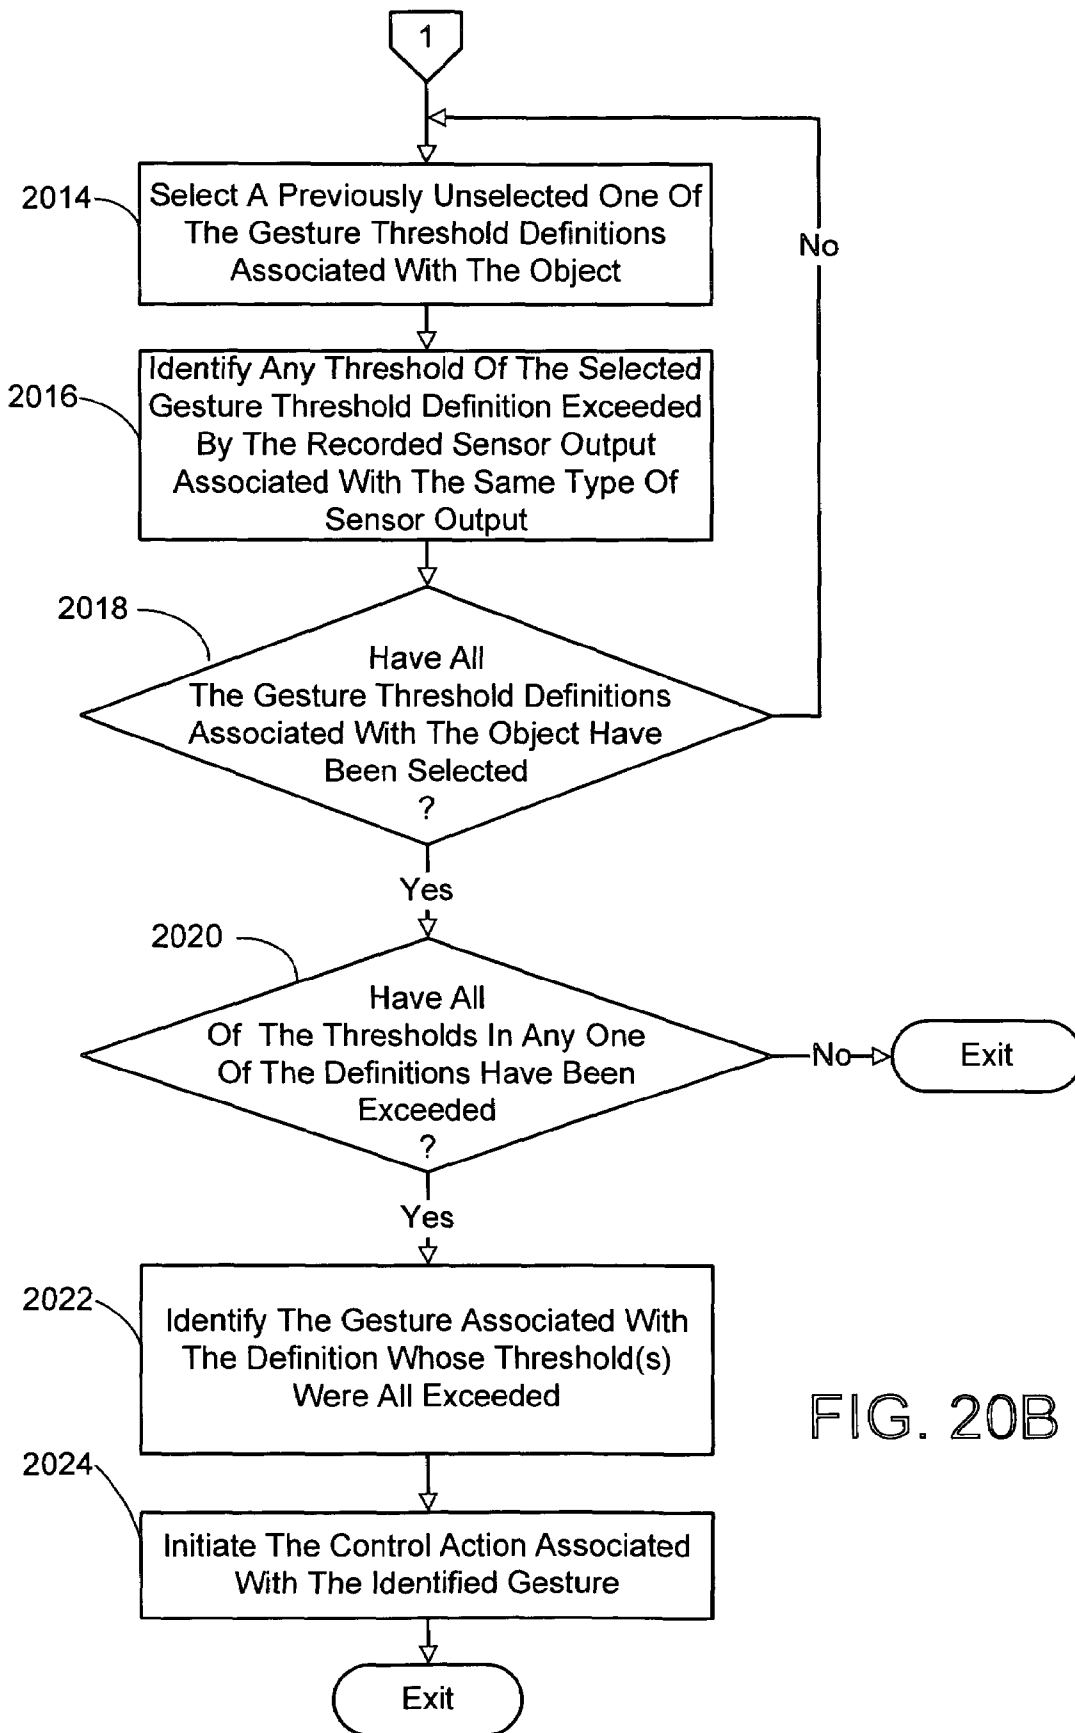 1
2014
Select A Previously Unselected One Of
The Gesture Threshold Definitions
Associated With The Object
No
2016
Identify Any Threshold Of The Selected
Gesture Threshold Definition Exceeded
By The Recorded Sensor Output
Associated With The Same Type Of
Sensor Output
2018
Have All
The Gesture Threshold Definitions
Associated With The Object Have
Been Selected
?
Yes
2020
Have All
Of The Thresholds In Any One
Of The Definitions Have Been
Exceeded
?
No
Exit
Yes
2022
Identify The Gesture Associated With
The Definition Whose Threshold(s)
Were All Exceeded
FIG. 20B
2024
Initiate The Control Action Associated
With The Identified Gesture
Exit